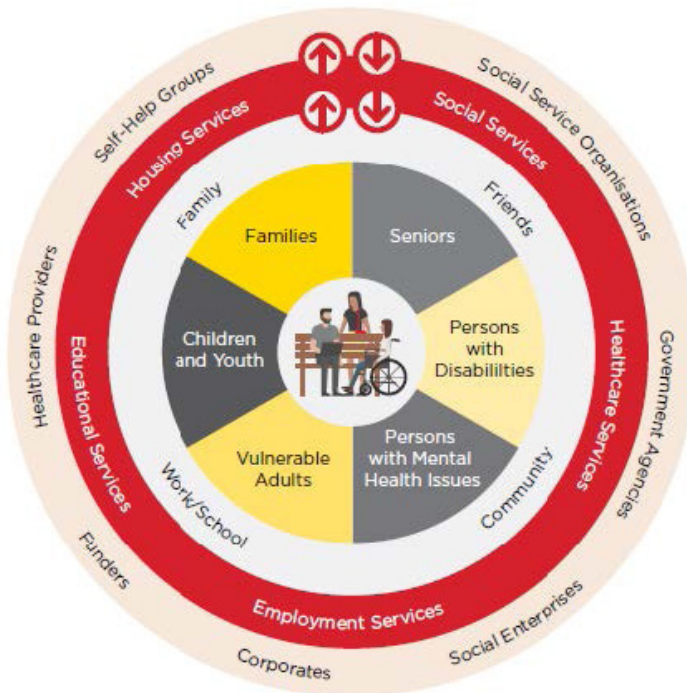 Self-Help Groups
Social Service Organisations
Housing Services
Social Services
Family
Friends
Families
Seniors
Healthcare Providers
Children
and Youth
Persons
with
Disabililties
Educational Services
Healthcare Services
Government Agencies
Vulnerable
Adults
Persons
with Mental
Health Issues
Work/School
Community
Funders
Employment Services
Corporates
Social Enterprises